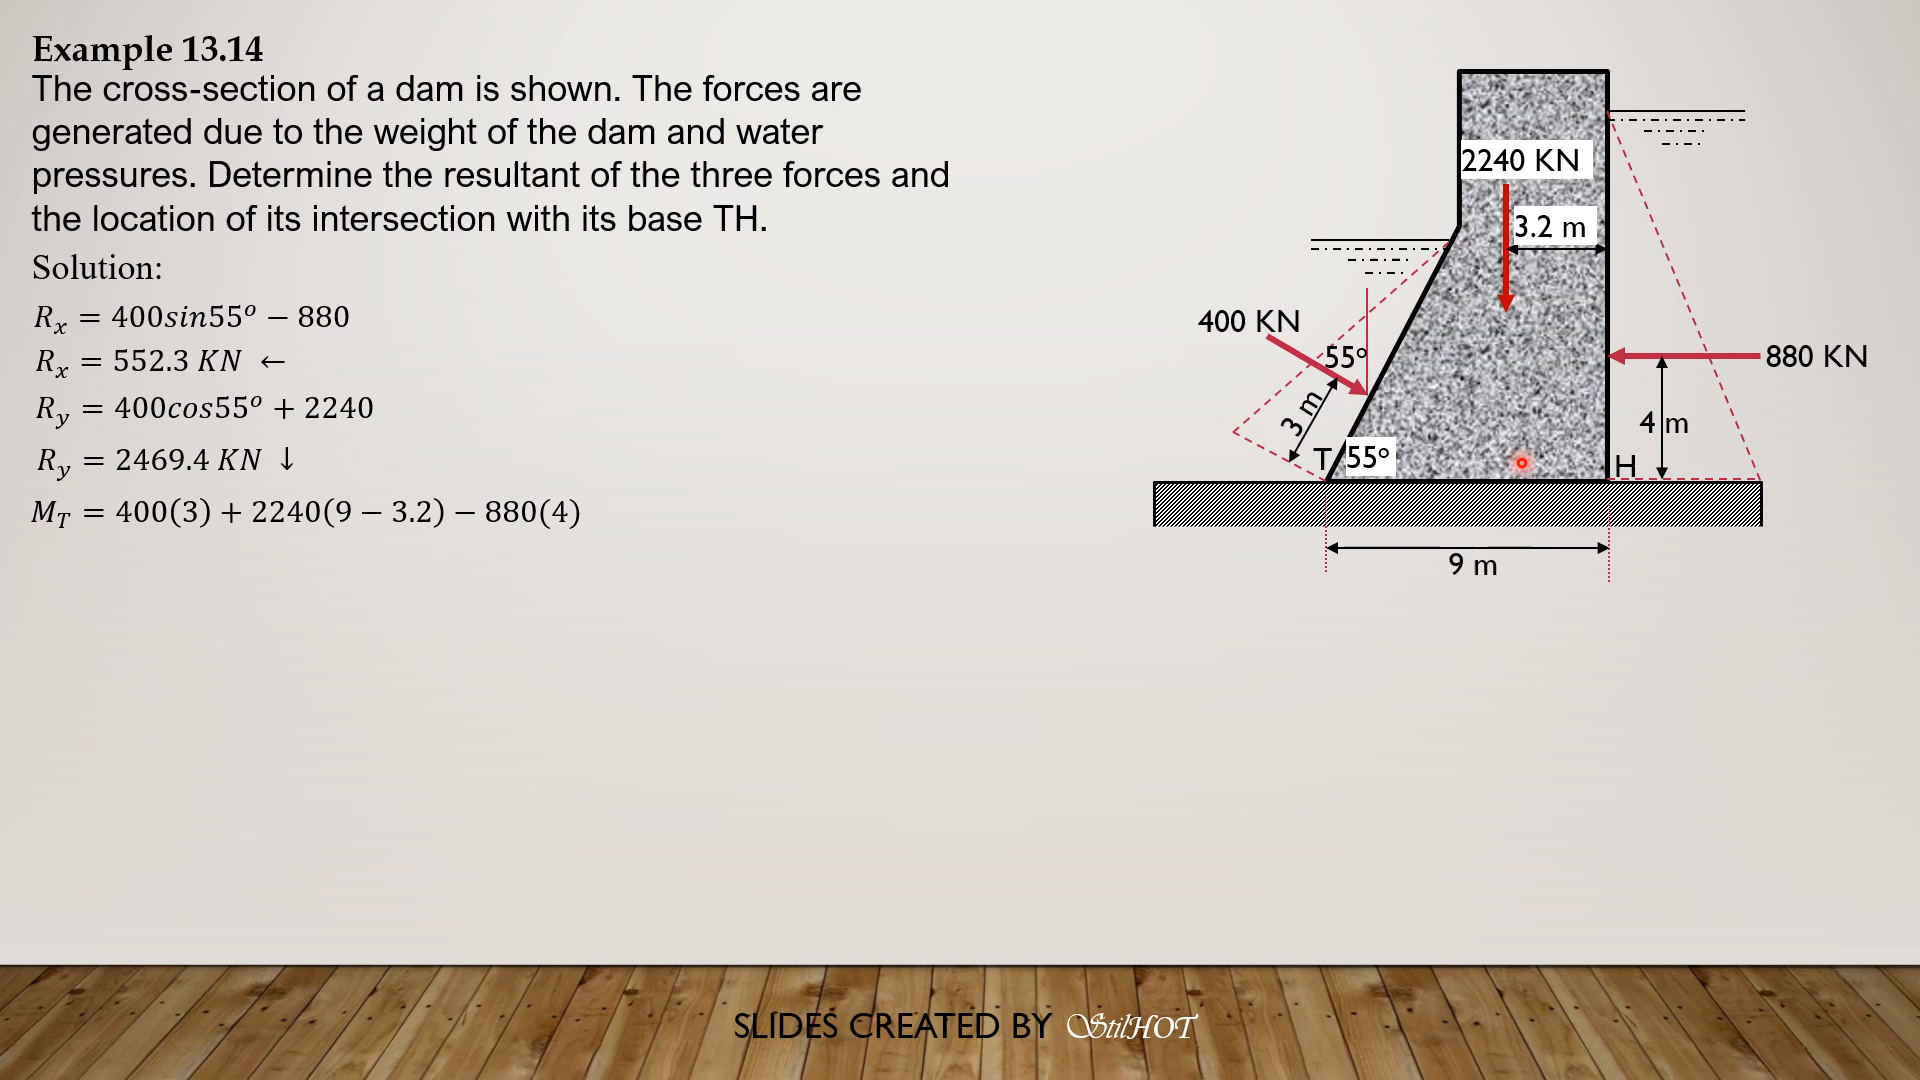 Example 13.14
The cross-section of a dam is shown. The forces are
generated due to the weight of the dam and water
pressures. Determine the resultant of the three forces and
the location of its intersection with its base TH.
Solution:
Rₓ = 400sin55ᵒ − 880
Rₓ = 552.3 KN ←
R_y = 400cos55ᵒ + 2240
R_y = 2469.4 KN ↓
M_T = 400(3) + 2240(9 − 3.2) − 880(4)
2240 KN
3.2 m
400 KN
55°
880 KN
3 m
4 m
T
55°
H
9 m
SLIDES CREATED BY StilHOT